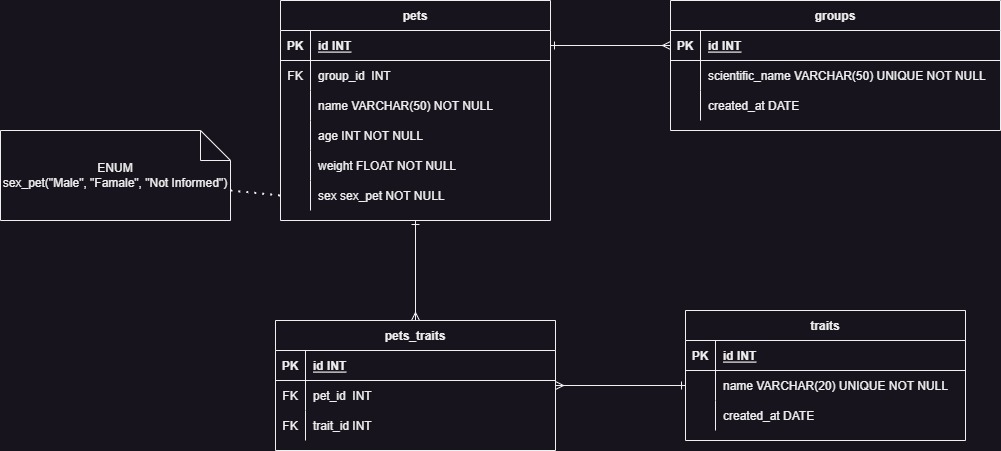 pets
PK id INT
FK group_id INT
name VARCHAR(50) NOT NULL
age INT NOT NULL
weight FLOAT NOT NULL
sex sex_pet NOT NULL
groups
PK id INT
scientific_name VARCHAR(50) UNIQUE NOT NULL
created_at DATE
ENUM
sex_pet("Male", "Famale", "Not Informed")
pets_traits
PK id INT
FK pet_id INT
FK trait_id INT
traits
PK id INT
name VARCHAR(20) UNIQUE NOT NULL
created_at DATE